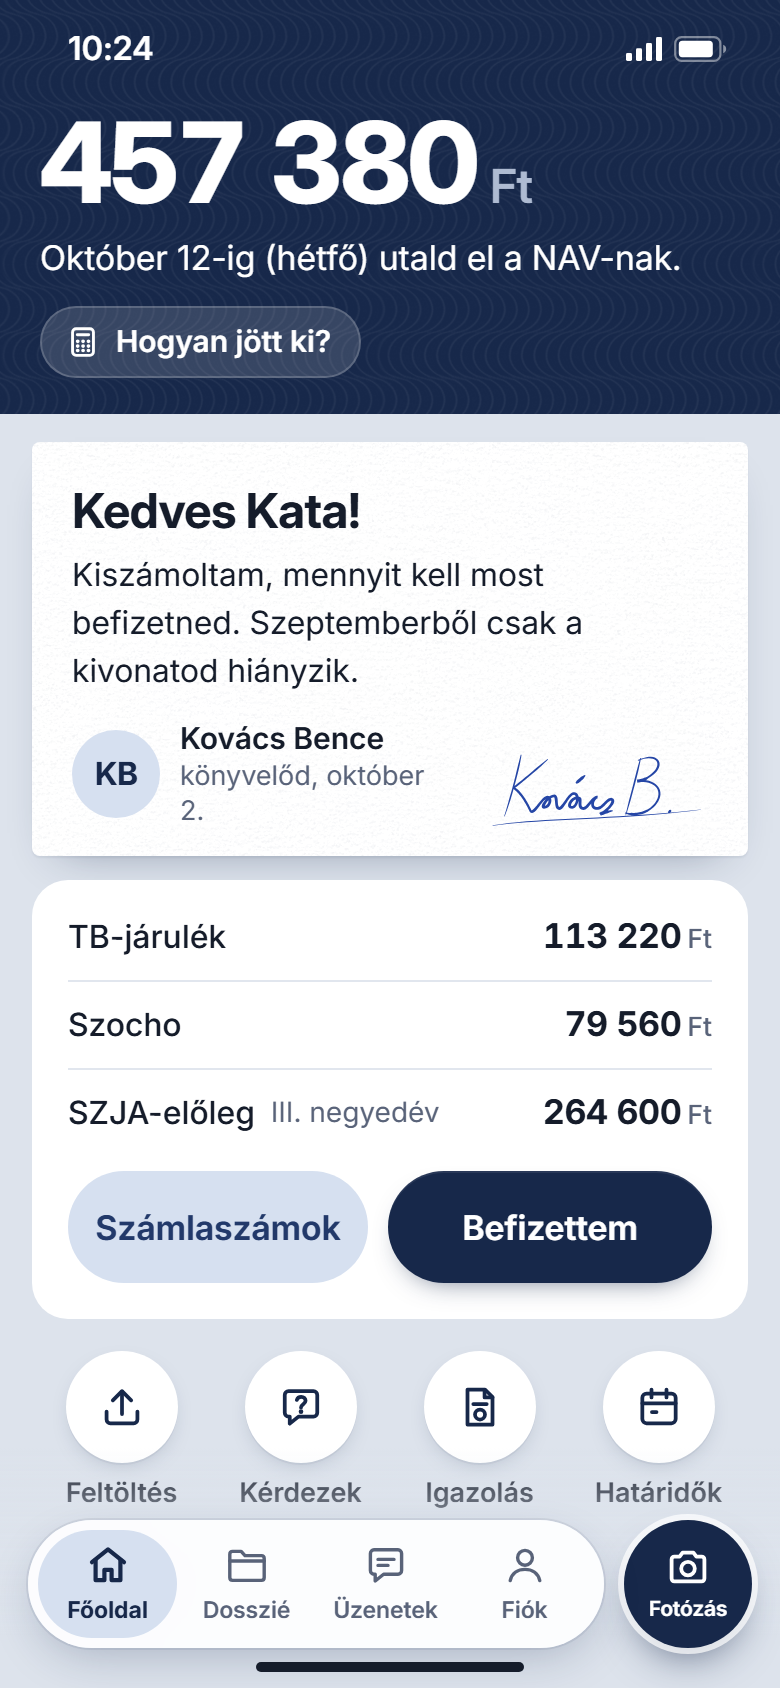 10:24
457 380 Ft
Október 12-ig (hétfő) utald el a NAV-nak.
Hogyan jött ki?
Kedves Kata!
Kiszámoltam, mennyit kell most
befizetned. Szeptemberből csak a
kivonatod hiányzik.
KB
Kovács Bence
könyvelőd, október
2.
Kovács B.
TB-járulék 113 220 Ft
Szocho 79 560 Ft
SZJA-előleg III. negyedév 264 600 Ft
Számlaszámok Befizettem
Feltöltés Kérdezek Igazolás Határidők
Főoldal Dosszié Üzenetek Fiók Fotózás